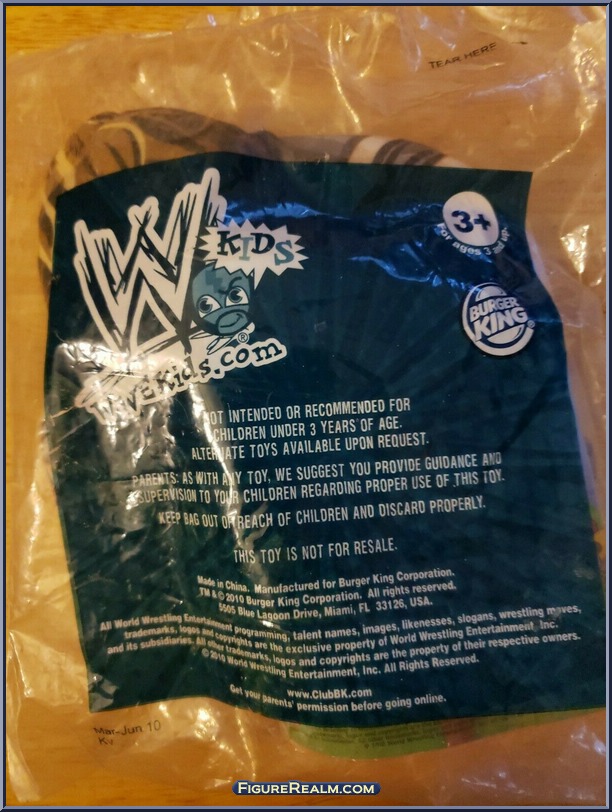 TEAR HERE
W
KIDS
WWEKids.com
®
3+
For ages 3 and up.
BURGER KING
®
NOT INTENDED OR RECOMMENDED FOR
CHILDREN UNDER 3 YEARS OF AGE.
ALTERNATE TOYS AVAILABLE UPON REQUEST.
PARENTS: AS WITH ANY TOY, WE SUGGEST YOU PROVIDE GUIDANCE AND
SUPERVISION TO YOUR CHILDREN REGARDING PROPER USE OF THIS TOY.
KEEP BAG OUT OF REACH OF CHILDREN AND DISCARD PROPERLY.
THIS TOY IS NOT FOR RESALE.
Made in China. Manufactured for Burger King Corporation.
TM & © 2010 Burger King Corporation. All rights reserved.
5505 Blue Lagoon Drive, Miami, FL 33126, USA.
All World Wrestling Entertainment programming, talent names, images, likenesses, slogans, wrestling moves,
trademarks, logos and copyrights are the exclusive property of World Wrestling Entertainment, Inc.
and its subsidiaries. All other trademarks, logos and copyrights are the property of their respective owners.
© 2010 World Wrestling Entertainment, Inc. All Rights Reserved.
www.ClubBK.com
Get your parents' permission before going online.
Mar-Jun 10
FIGUREREALM.COM